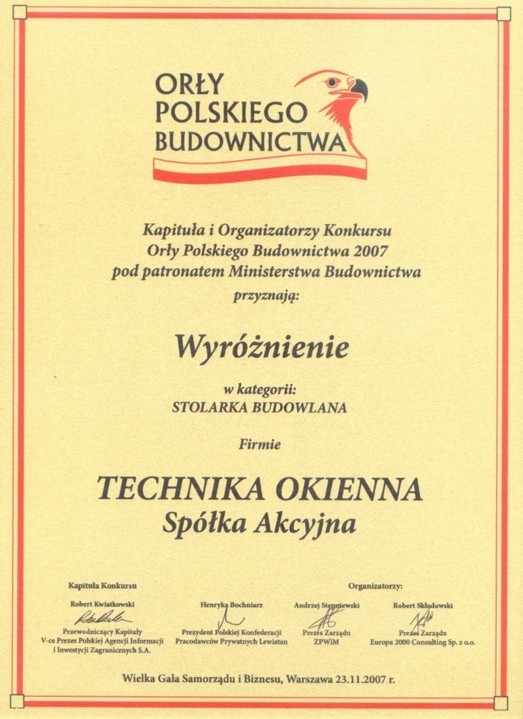 ORŁY
POLSKIEGO
BUDOWNICTWA
Kapituła i Organizatorzy Konkursu
Orły Polskiego Budownictwa 2007
pod patronatem Ministerstwa Budownictwa
przyznają:
Wyróżnienie
w kategorii:
STOLARKA BUDOWLANA
Firmie
TECHNIKA OKIENNA
Spółka Akcyjna
Kapituła Konkursu
Organizatorzy:
Robert Kwiatkowski
Przewodniczący Kapituły
V-ce Prezes Polskiej Agencji Informacji
i Inwestycji Zagranicznych S.A.
Henryka Bochniarz
Prezydent Polskiej Konfederacji
Pracodawców Prywatnych Lewiatan
Andrzej Stępniewski
Prezes Zarządu
ZPWiM
Robert Składowski
Prezes Zarządu
Europa 2000 Consulting Sp. z o.o.
Wielka Gala Samorządu i Biznesu, Warszawa 23.11.2007 r.